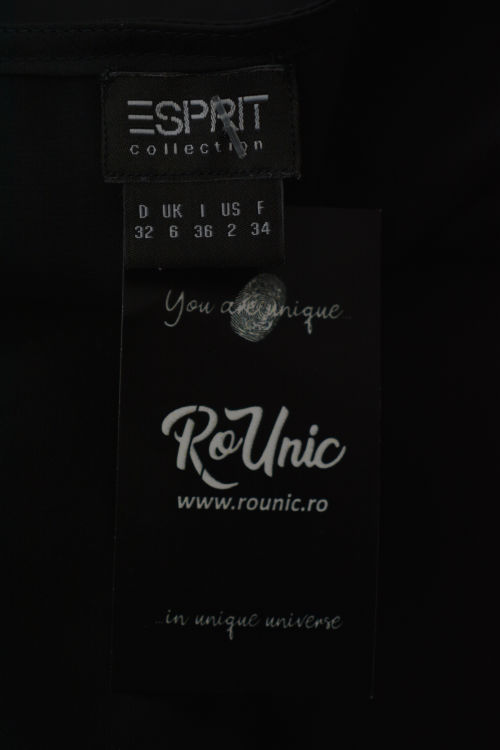 ESPRIT
collection
D UK I US F
32 6 36 2 34
You are unique...
RoUnic
www.rounic.ro
...in unique universe